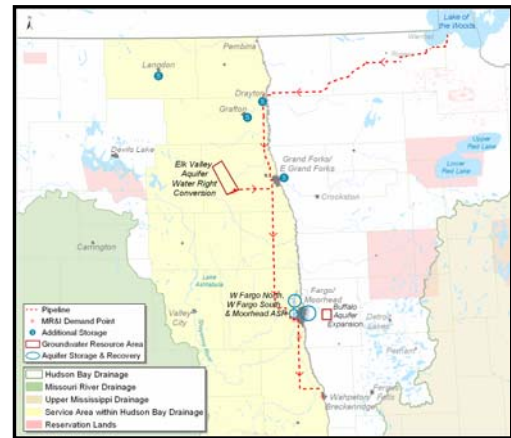 Lake of
the Woods
Warroad
Pembina
Langdon
Drayton
Grafton
Upper
Red Lake
Lower
Red Lake
Devils Lake
Elk Valley
Aquifer
Water Right
Conversion
Grand Forks/
E Grand Forks
Crookston
Carrington
Lake
Ashtabula
W Fargo North,
W Fargo South,
& Moorhead ASR
Fargo/
Moorhead
Buffalo
Aquifer
Expansion
Detroit
Lakes
Valley
City
Fergus
Falls
Wahpeton/
Breckenridge
Pipeline
MR&I Demand Point
Additional Storage
Groundwater Resource Area
Aquifer Storage & Recovery
Hudson Bay Drainage
Missouri River Drainage
Upper Mississippi Drainage
Service Area within Hudson Bay Drainage
Reservation Lands